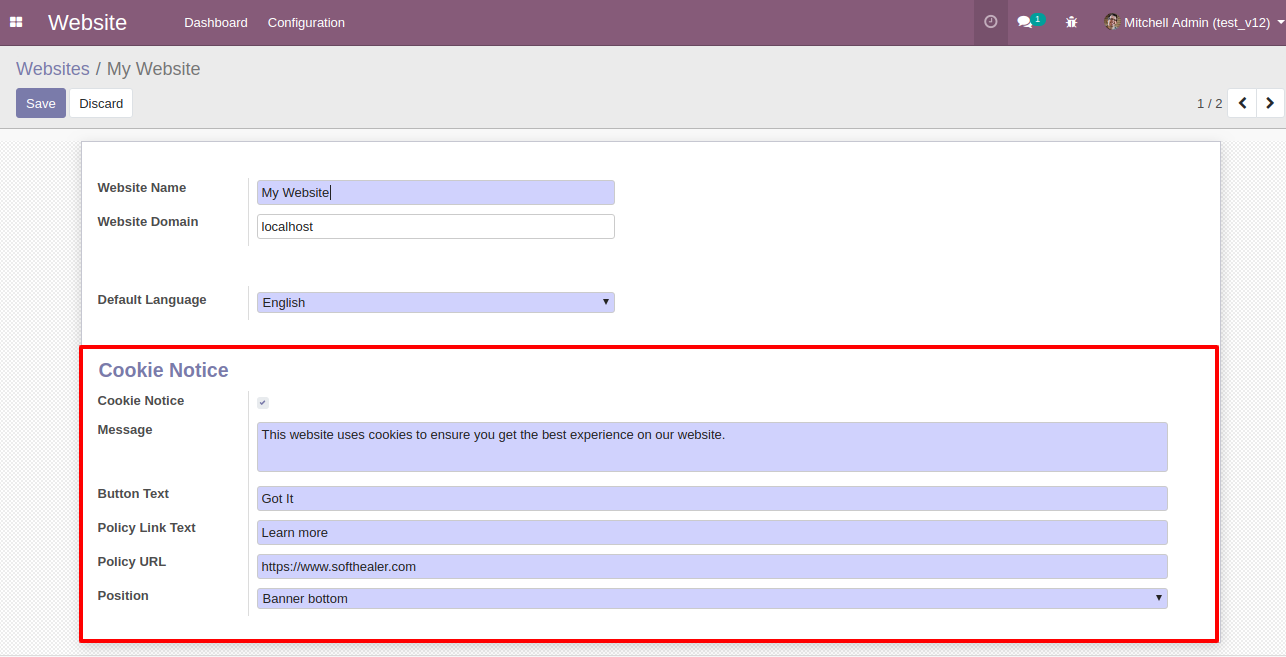 Website Dashboard Configuration 1 Mitchell Admin (test_v12)
Websites / My Website
Save Discard 1 / 2
Website Name My Website
Website Domain localhost
Default Language English
Cookie Notice
Cookie Notice
Message This website uses cookies to ensure you get the best experience on our website.
Button Text Got It
Policy Link Text Learn more
Policy URL https://www.softhealer.com
Position Banner bottom